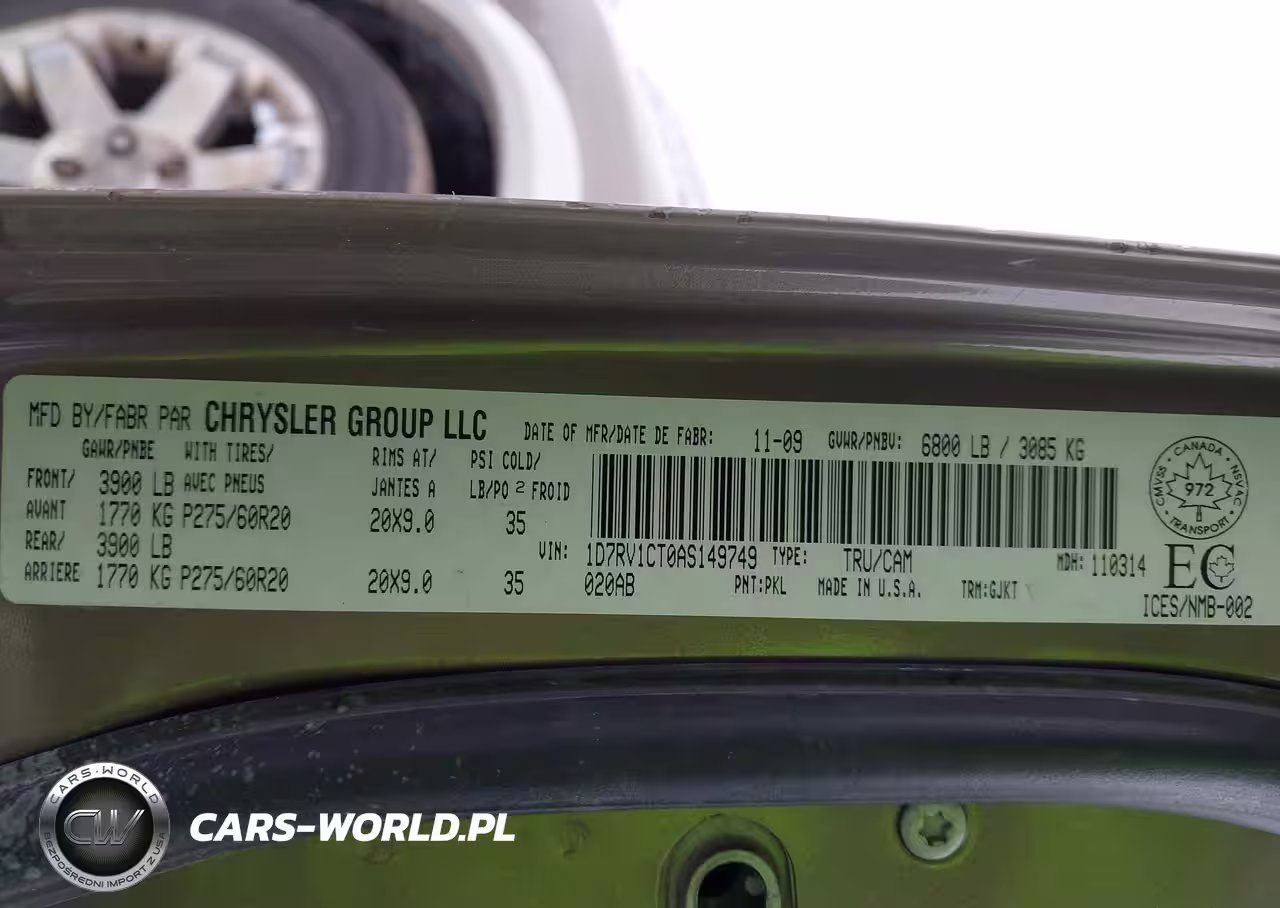 MFD BY/FABR PAR CHRYSLER GROUP LLC DATE OF MFR/DATE DE FABR: 11-09 GVWR/PNBV: 6800 LB / 3085 KG
GAWR/PNBE WITH TIRES/ RIMS AT/ PSI COLD/
FRONT/ 3900 LB AVEC PNEUS JANTES A LB/PO² FROID
AVANT 1770 KG P275/60R20 20X9.0 35
REAR/ 3900 LB VIN: 1D7RV1CT0AS149749 TYPE: TRU/CAM MDH: 110314
ARRIERE 1770 KG P275/60R20 20X9.0 35 020AB PNT:PKL MADE IN U.S.A. TRM:GJKT
CANADA
CMVSS 972 NSVAC
TRANSPORT
EC
ICES/NMB-002
CARS-WORLD
CW
BEZPOŚREDNI IMPORT Z USA
CARS-WORLD.PL